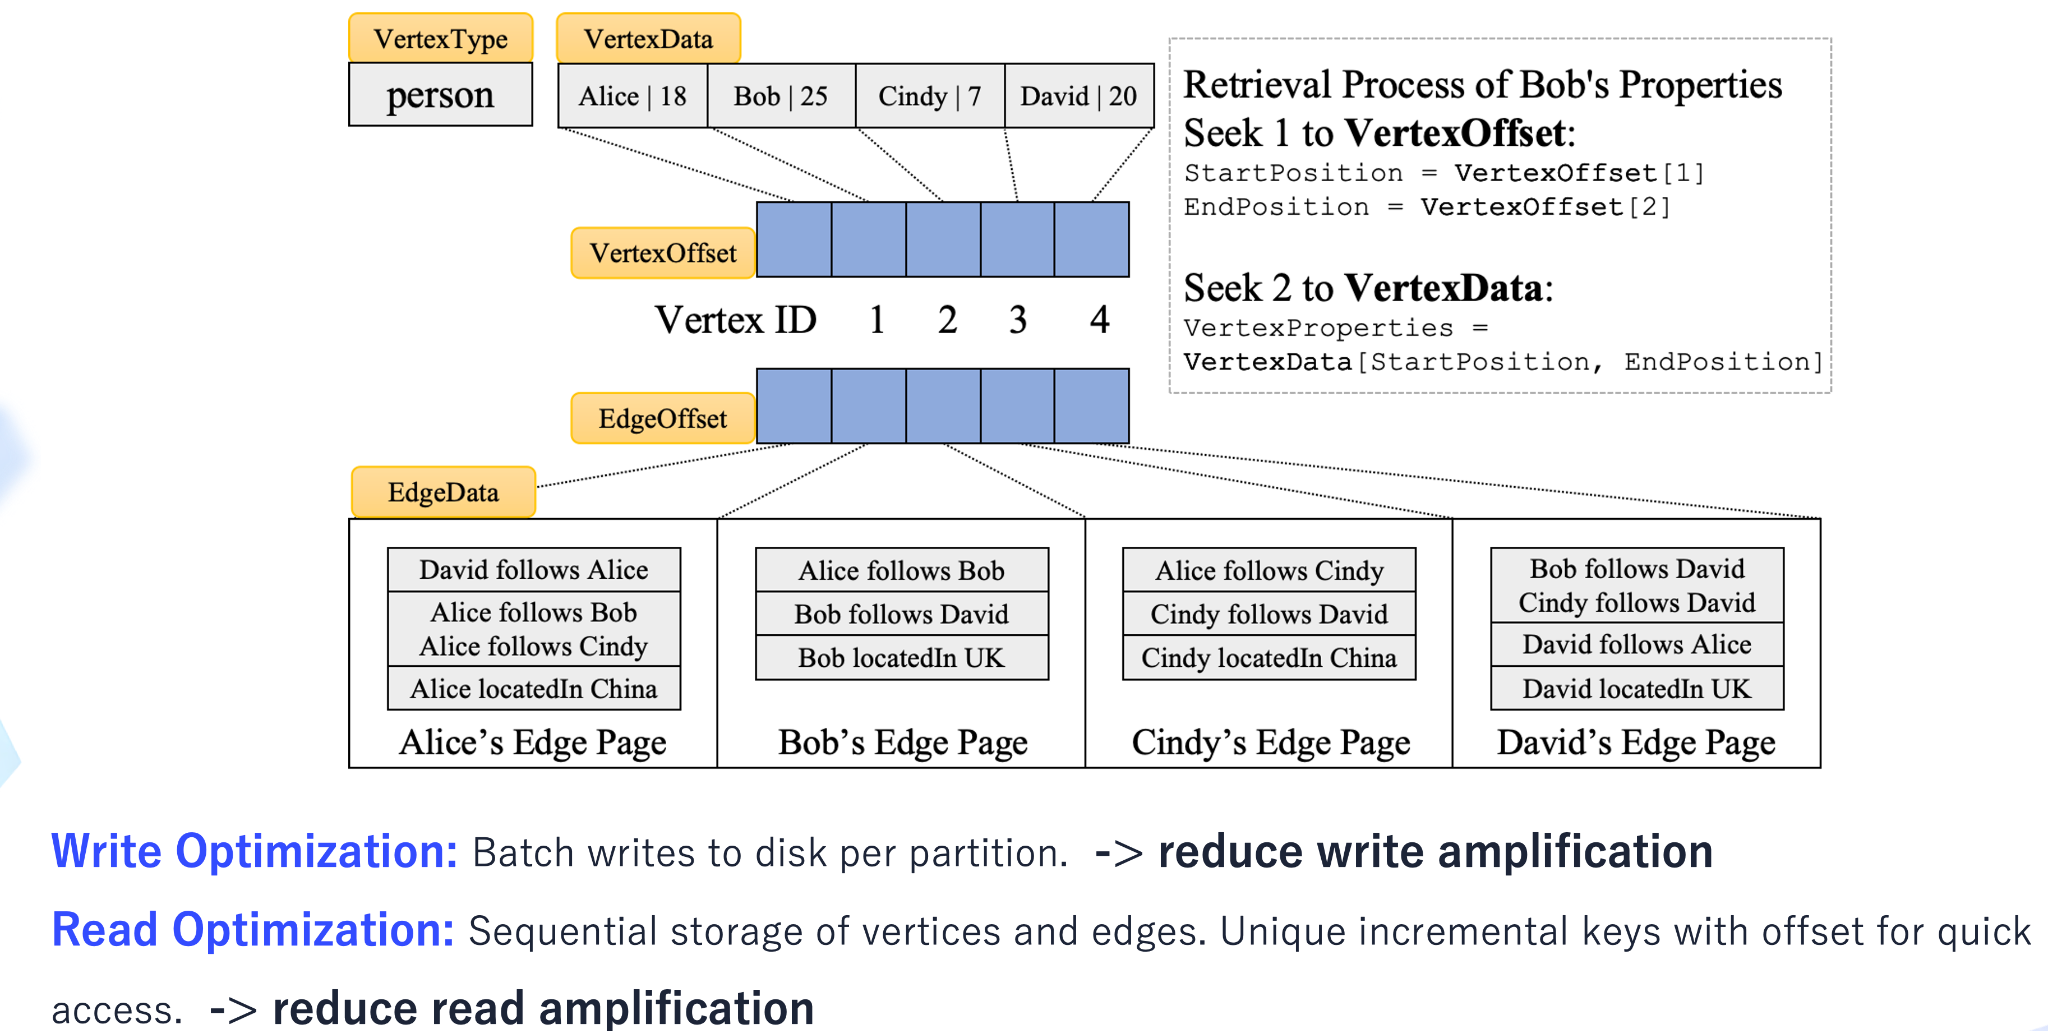 VertexType
VertexData
person
Alice | 18
Bob | 25
Cindy | 7
David | 20
VertexOffset
Vertex ID 1 2 3 4
EdgeOffset
Retrieval Process of Bob's Properties
Seek 1 to VertexOffset:
StartPosition = VertexOffset[1]
EndPosition = VertexOffset[2]
Seek 2 to VertexData:
VertexProperties =
VertexData[StartPosition, EndPosition]
EdgeData
David follows Alice
Alice follows Bob
Alice follows Cindy
Alice locatedIn China
Alice’s Edge Page
Alice follows Bob
Bob follows David
Bob locatedIn UK
Bob’s Edge Page
Alice follows Cindy
Cindy follows David
Cindy locatedIn China
Cindy’s Edge Page
Bob follows David
Cindy follows David
David follows Alice
David locatedIn UK
David’s Edge Page
Write Optimization: Batch writes to disk per partition. -> reduce write amplification
Read Optimization: Sequential storage of vertices and edges. Unique incremental keys with offset for quick
access. -> reduce read amplification